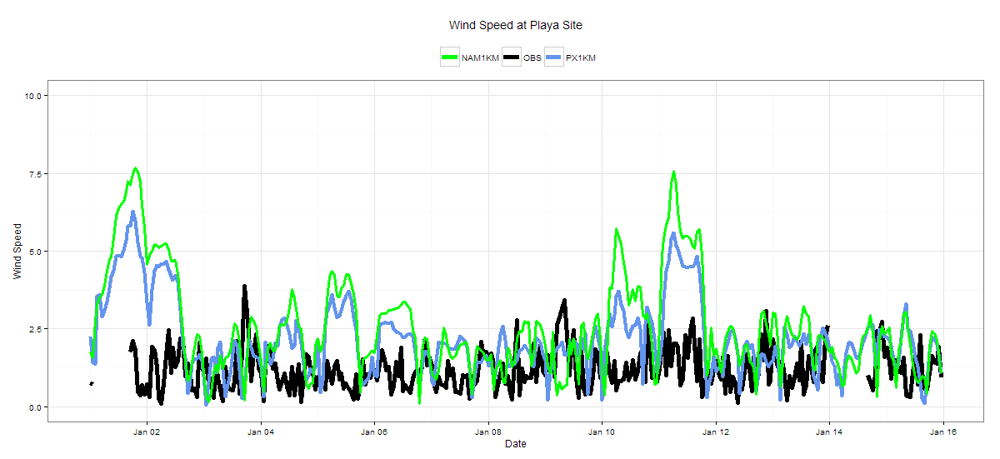 Wind Speed at Playa Site
NAM1KM OBS PX1KM
10.0
7.5
5.0
2.5
0.0
Wind Speed
Jan 02 Jan 04 Jan 06 Jan 08 Jan 10 Jan 12 Jan 14 Jan 16
Date